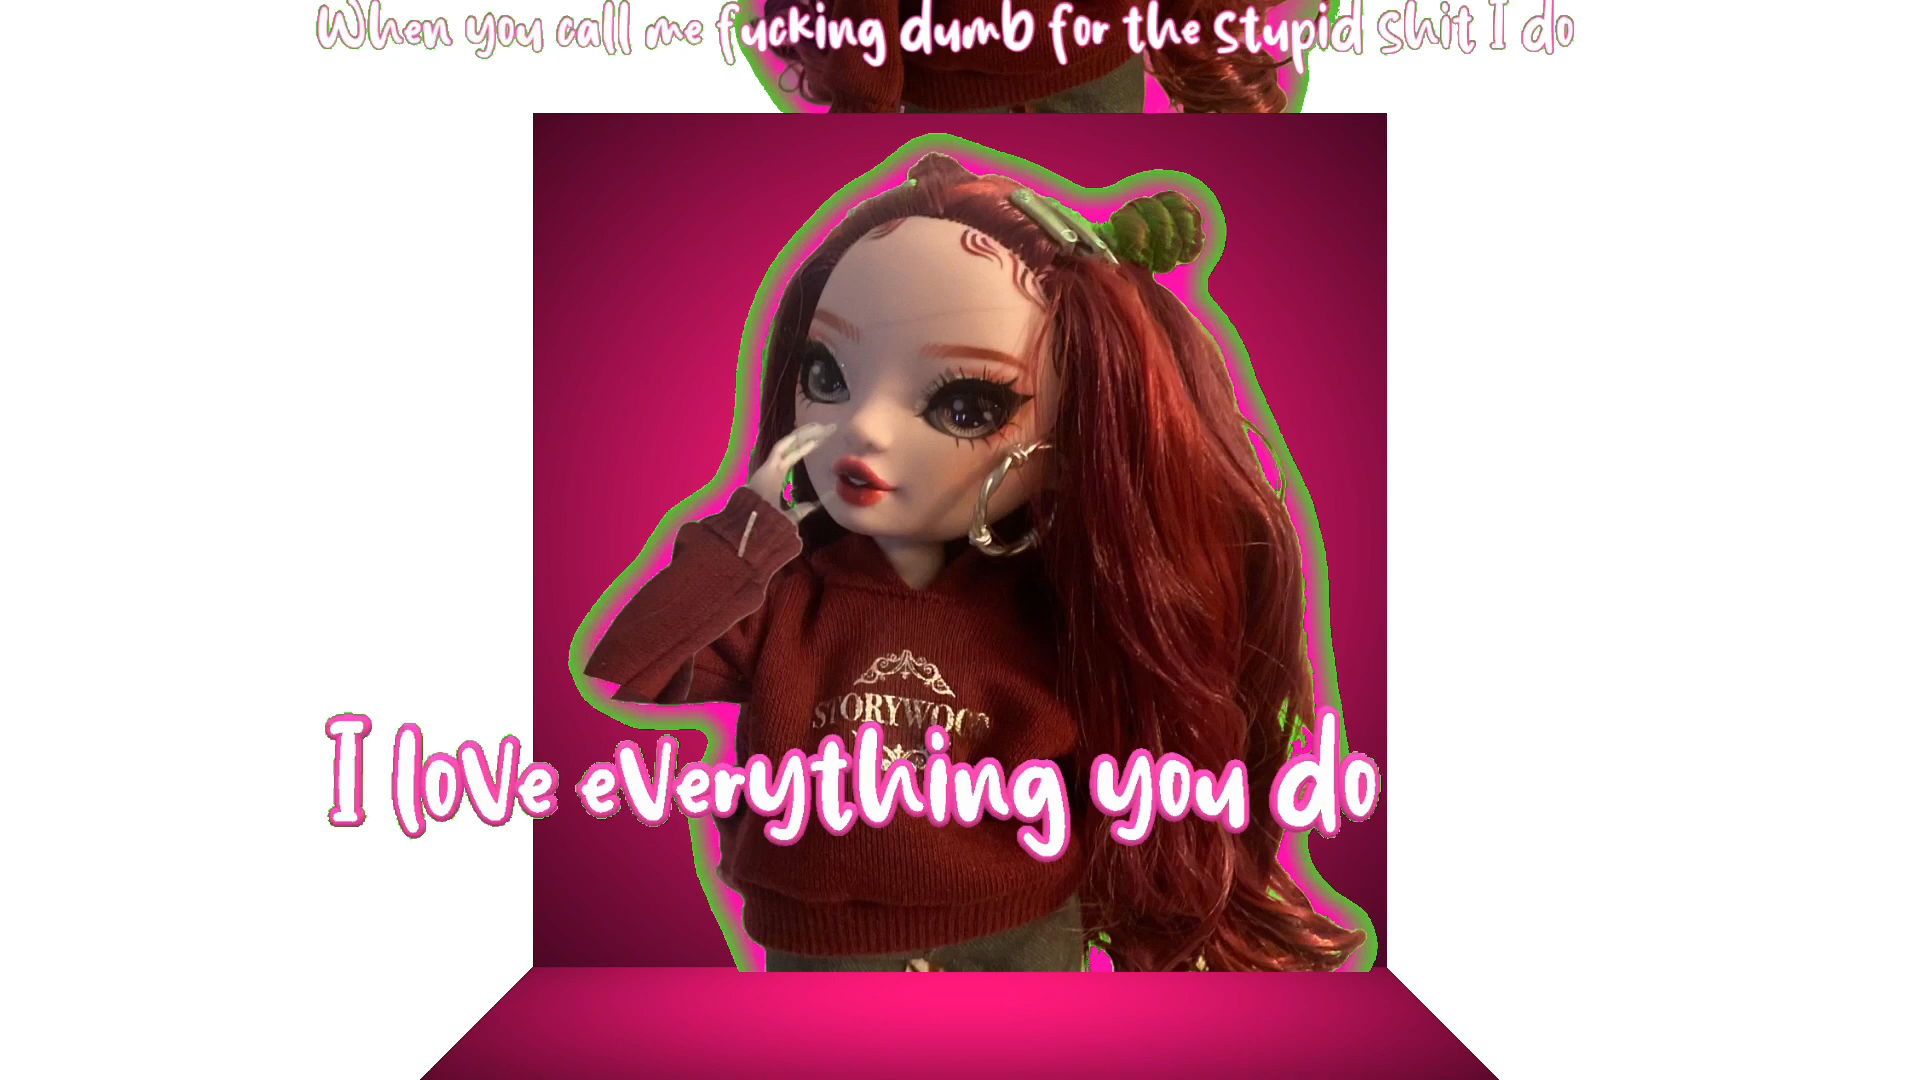 When you call me fucking dumb for the stupid shit I do
STORYWOO
I love everything you do